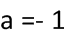 a =- 1